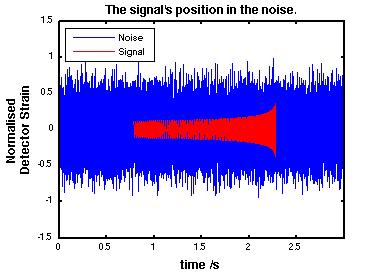 The signal's position in the noise.
Noise
Signal
Normalised
Detector Strain
1.5
1
0.5
0
-0.5
-1
-1.5
0 0.5 1 1.5 2 2.5
time /s